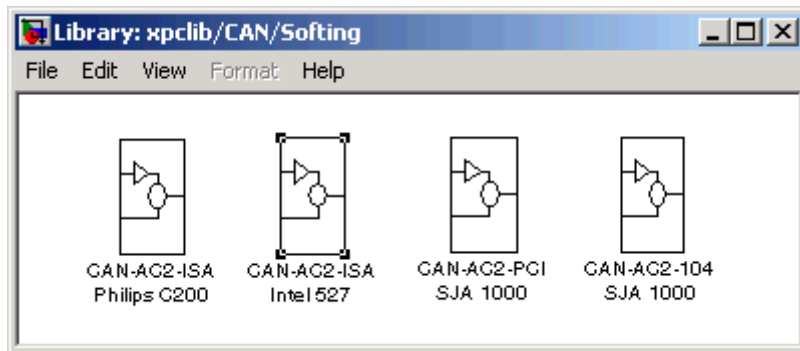 Library: xpclib/CAN/Softing
File Edit View Format Help
CAN-AC2-ISA CAN-AC2-ISA CAN-AC2-PCI CAN-AC2-104
Philips C200 Intel 527 SJA 1000 SJA 1000